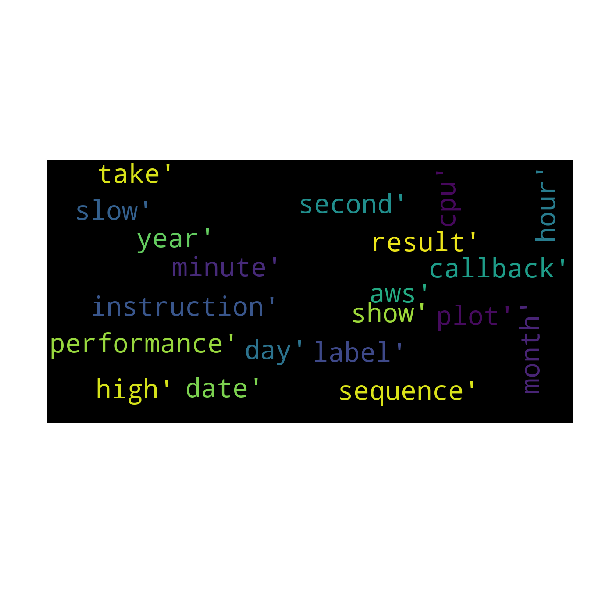 take'
slow'
second'
cpu'
hour'
year'
result'
minute'
callback'
aws'
instruction'
show'
plot'
month'
performance'
day'
label'
high'
date'
sequence'